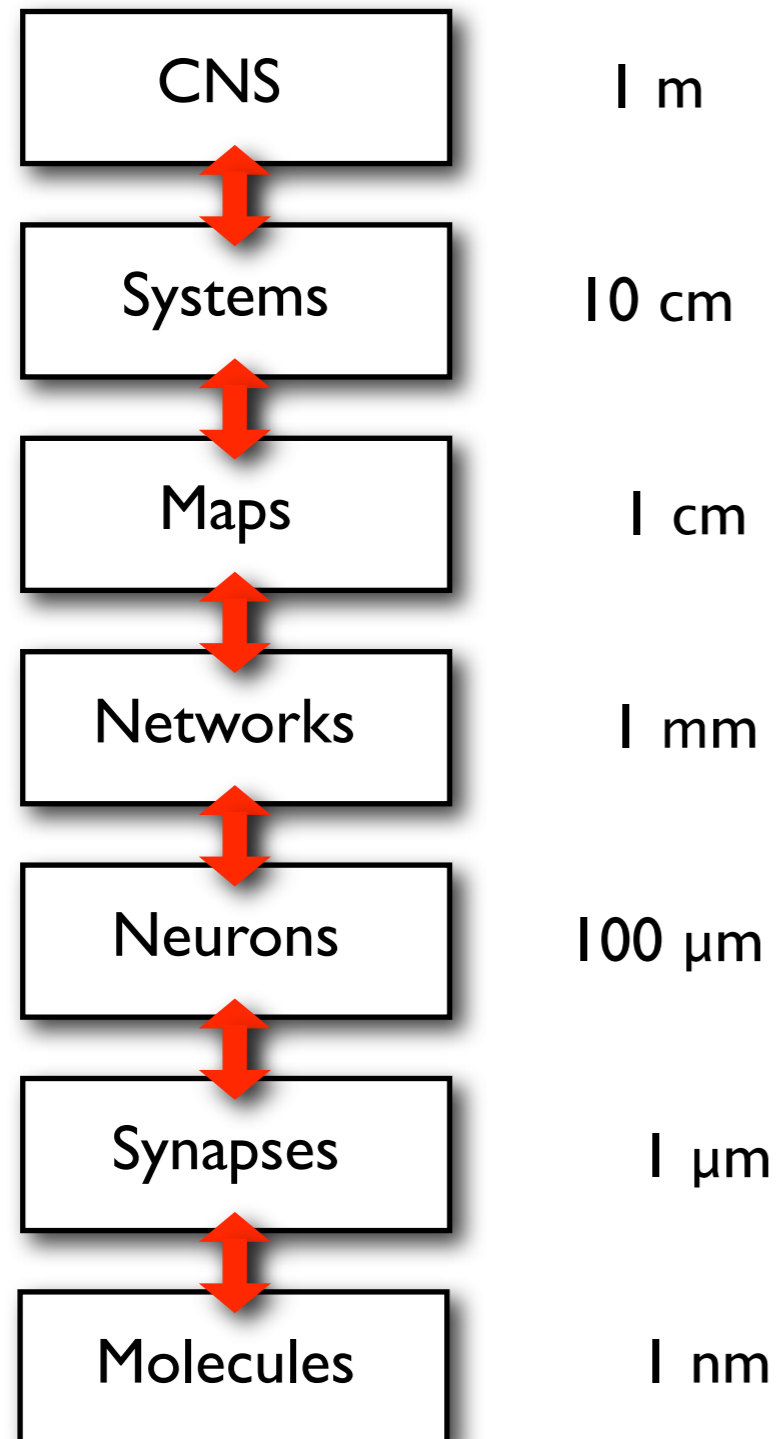 CNS 1 m
Systems 10 cm
Maps 1 cm
Networks 1 mm
Neurons 100 µm
Synapses 1 µm
Molecules 1 nm